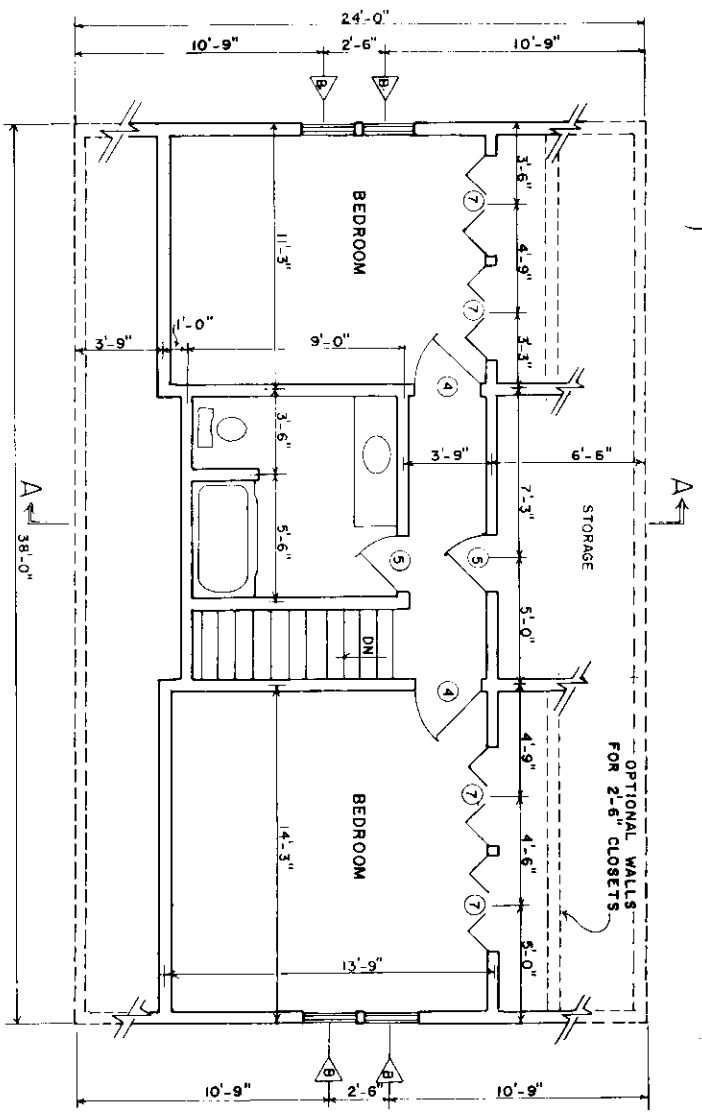 24'-0"
10'-9"
2'-6"
10'-9"
B
B
3'-6"
4'-9"
3'-3"
7
7
BEDROOM
11'-3"
1'-0"
3'-9"
9'-0"
4
3'-6"
3'-9"
7'-3"
6'-6"
A
A
38'-0"
5'-6"
5
5
STORAGE
5'-0"
DN
4
OPTIONAL WALLS
FOR 2'-6" CLOSETS
4'-9"
7
4'-6"
7
5'-0"
BEDROOM
14'-3"
13'-9"
B
B
10'-9"
2'-6"
10'-9"